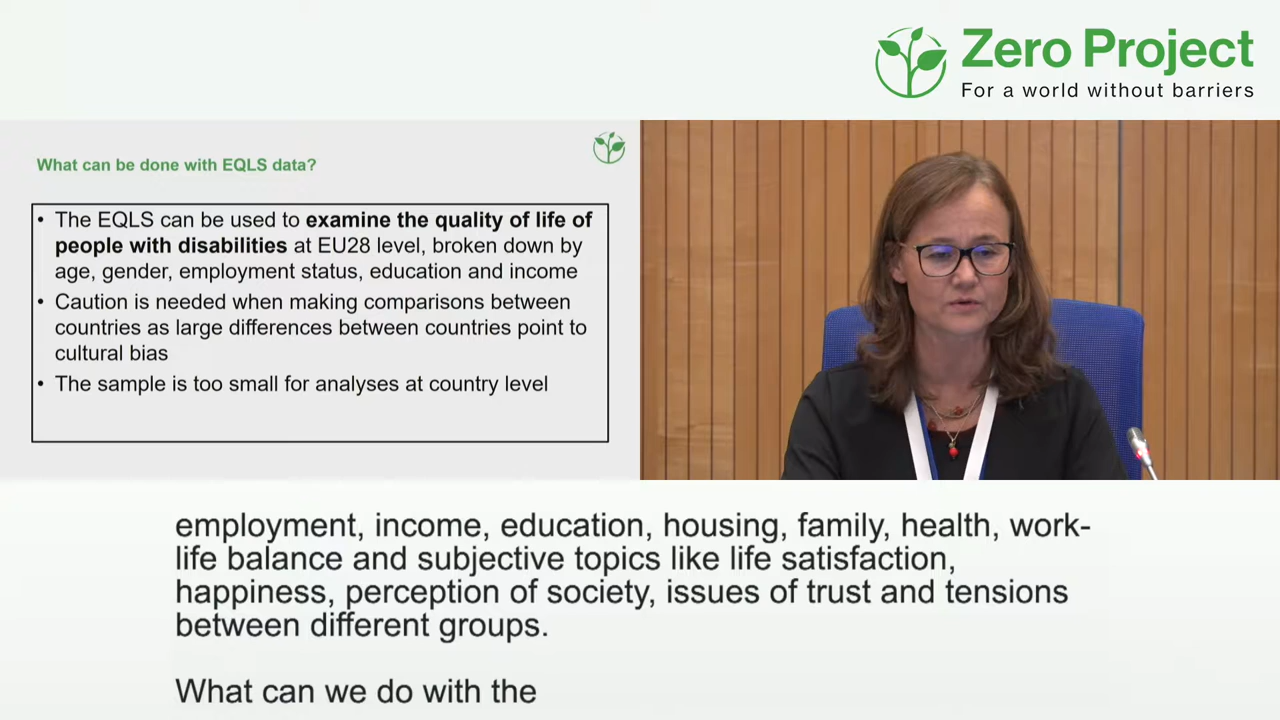 Zero Project
For a world without barriers
What can be done with EQLS data?
• The EQLS can be used to examine the quality of life of
people with disabilities at EU28 level, broken down by
age, gender, employment status, education and income
• Caution is needed when making comparisons between
countries as large differences between countries point to
cultural bias
• The sample is too small for analyses at country level
employment, income, education, housing, family, health, work-
life balance and subjective topics like life satisfaction,
happiness, perception of society, issues of trust and tensions
between different groups.
What can we do with the